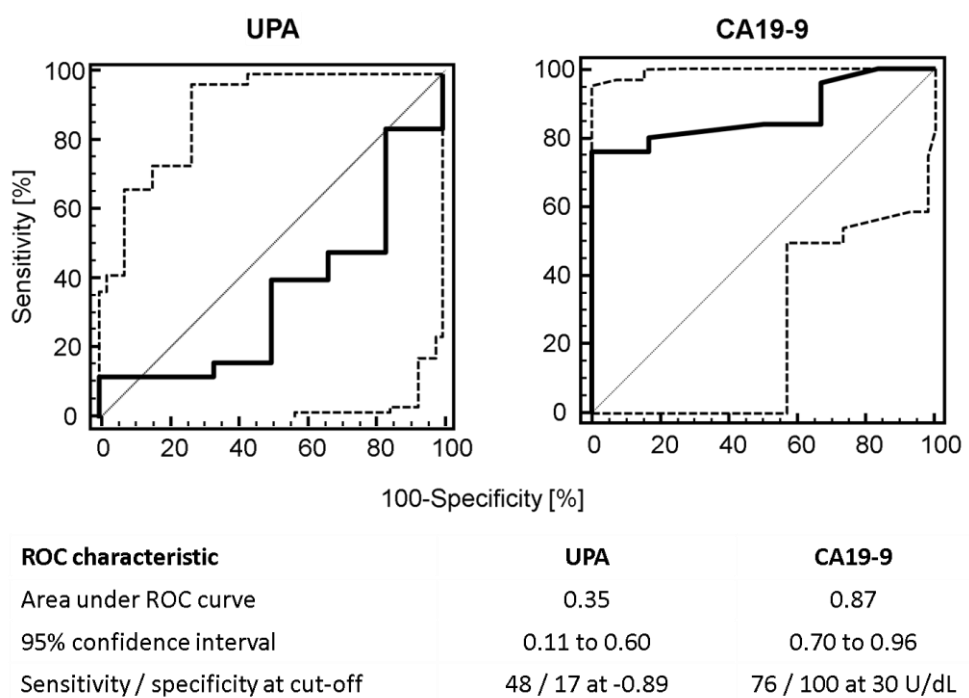 UPA
CA19-9
Sensitivity [%]
100
80
60
40
20
0
0 20 40 60 80 100
100
80
60
40
20
0
0 20 40 60 80 100
100-Specificity [%]
ROC characteristic UPA CA19-9
Area under ROC curve 0.35 0.87
95% confidence interval 0.11 to 0.60 0.70 to 0.96
Sensitivity / specificity at cut-off 48 / 17 at -0.89 76 / 100 at 30 U/dL